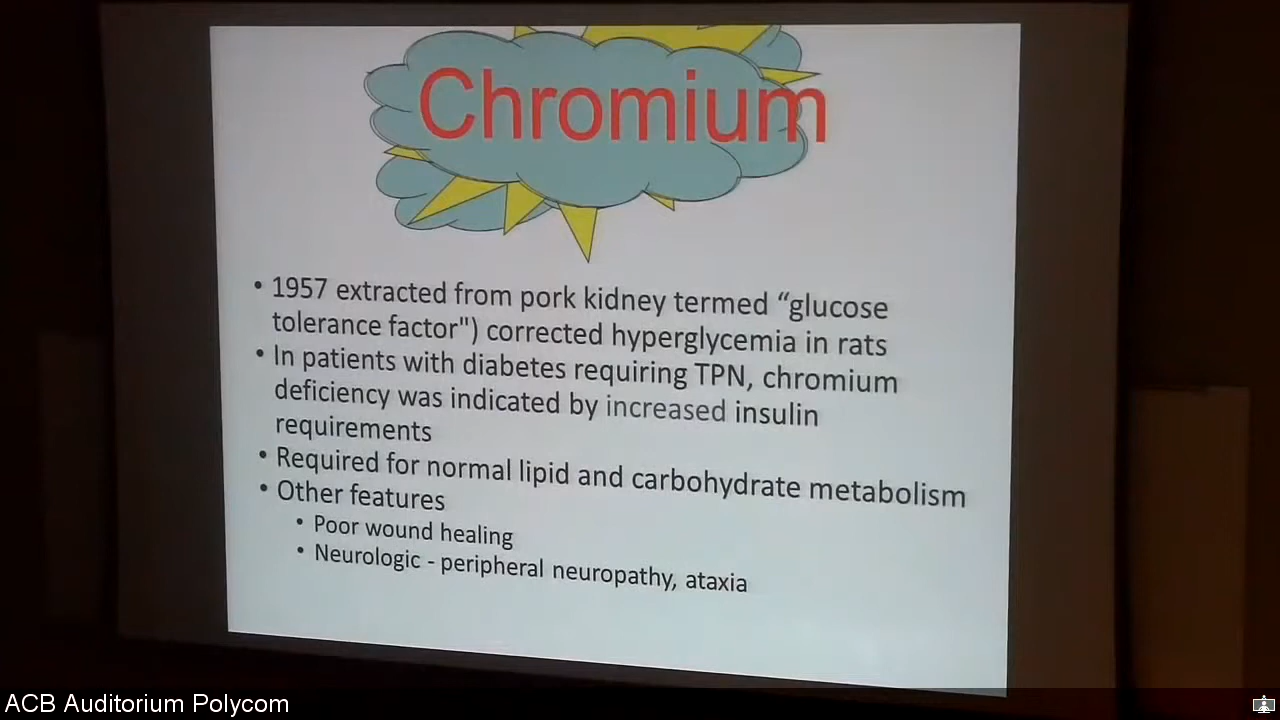 Chromium
• 1957 extracted from pork kidney termed “glucose
tolerance factor") corrected hyperglycemia in rats
• In patients with diabetes requiring TPN, chromium
deficiency was indicated by increased insulin
requirements
• Required for normal lipid and carbohydrate metabolism
• Other features
• Poor wound healing
• Neurologic - peripheral neuropathy, ataxia
ACB Auditorium Polycom